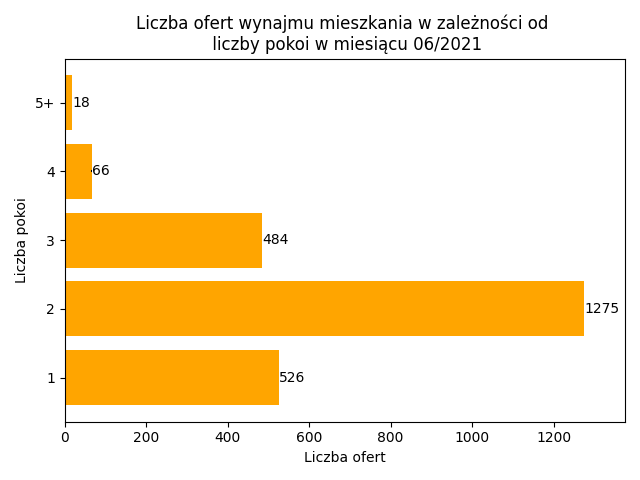 Liczba ofert wynajmu mieszkania w zależności od
liczby pokoi w miesiącu 06/2021
Liczba pokoi
5+
18
4
66
3
484
2
1275
1
526
0 200 400 600 800 1000 1200
Liczba ofert